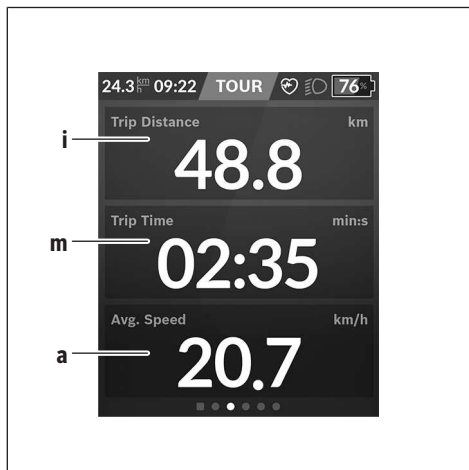 24.3 km/h 09:22 TOUR 76%
Trip Distance km
i
48.8
Trip Time min:s
m
02:35
Avg. Speed km/h
a
20.7